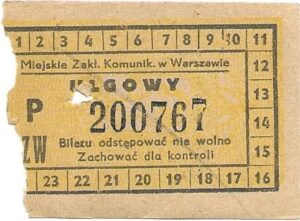 1 2 3 4 5 6 7 8 9 10 11
Miejskie Zakł. Komunik. w Warszawie 12
ULGOWY
P 200767 13
14
ZW Biletu odstępować nie wolno
Zachować dla kontroli 15
23 22 21 20 19 18 17 16